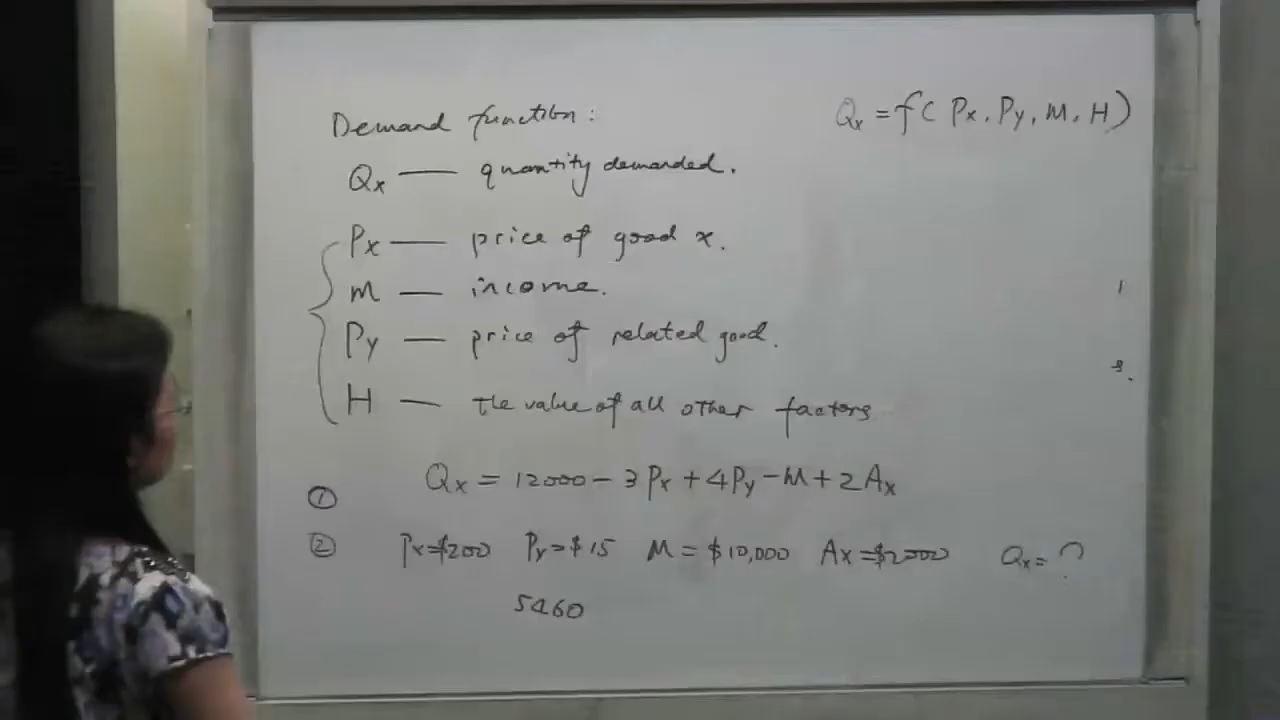 Demand function:
Qx = f( Px, Py, M, H)
Qx — quantity demanded.
Px — price of good x.
M — income.
Py — price of related good.
H — The value of all other factors
① Qx = 12000 - 3Px + 4Py - M + 2Ax
② Px=$200 Py=$15 M = $10,000 Ax=$2000 Qx= ?
5460